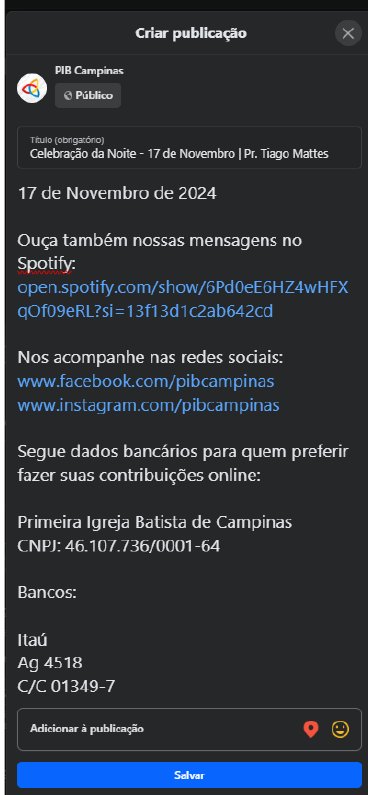 Criar publicação
PIB Campinas
Público
Título (obrigatório)
Celebração da Noite - 17 de Novembro | Pr. Tiago Mattes
17 de Novembro de 2024
Ouça também nossas mensagens no
Spotify:
open.spotify.com/show/6Pd0eE6HZ4wHFX
qOf09eRL?si=13f13d1c2ab642cd
Nos acompanhe nas redes sociais:
www.facebook.com/pibcampinas
www.instagram.com/pibcampinas
Segue dados bancários para quem preferir
fazer suas contribuições online:
Primeira Igreja Batista de Campinas
CNPJ: 46.107.736/0001-64
Bancos:
Itaú
Ag 4518
C/C 01349-7
Adicionar à publicação
Salvar